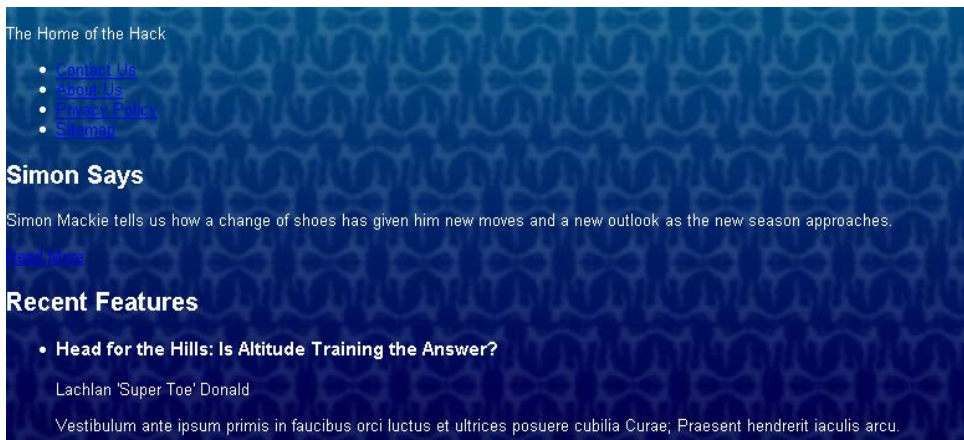 The Home of the Hack
Contact Us
About Us
Privacy Policy
Sitemap
Simon Says
Simon Mackie tells us how a change of shoes has given him new moves and a new outlook as the new season approaches.
Read More
Recent Features
Head for the Hills: Is Altitude Training the Answer?
Lachlan 'Super Toe' Donald
Vestibulum ante ipsum primis in faucibus orci luctus et ultrices posuere cubilia Curae; Praesent hendrerit iaculis arcu.